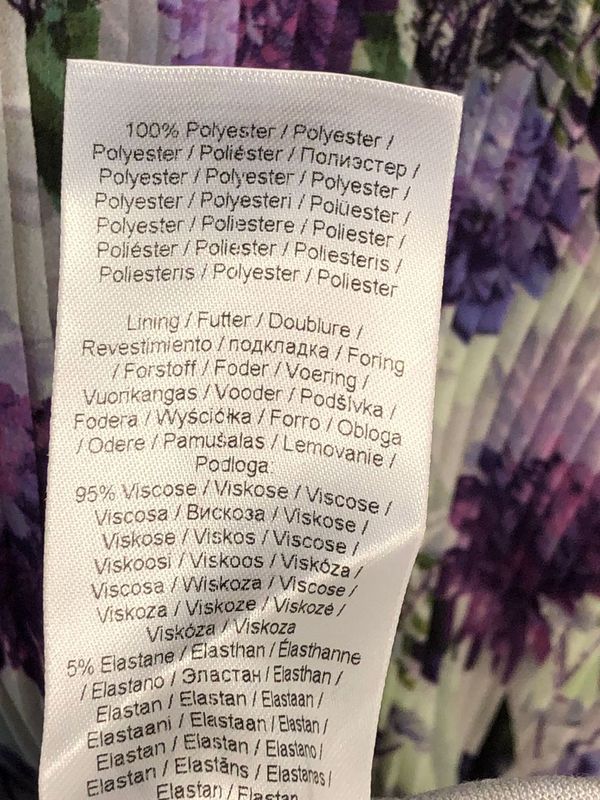 100% Polyester / Polyester /
Polyester / Poliéster / Полиэстер /
Polyester / Polyester / Polyester /
Polyester / Polyesteri / Polüester /
Polyester / Poliestere / Poliester /
Poliéster / Poliester / Poliesteris /
Poliesteris / Polyester / Poliester
Lining / Futter / Doublure /
Revestimiento / подкладка / Foring
/ Forstoff / Foder / Voering /
Vuorikangas / Vooder / Podšívka /
Fodera / Wyściółka / Forro / Obloga
/ Odere / Pamušalas / Lemovanie /
Podloga
95% Viscose / Viskose / Viscose /
Viscosa / Вискоза / Viskose /
Viskose / Viskos / Viscose /
Viskoosi / Viskoos / Viskóza /
Viscosa / Wiskoza / Viscose /
Viskoza / Viskoze / Viskozė /
Viskóza / Viskoza
5% Elastane / Elasthan / Élasthanne
/ Elastano / Эластан / Elasthan /
Elastan / Elastan / Elastaan /
Elastaani / Elastaan / Elastan /
Elastan / Elastan / Elastano /
Elastan / Elastāns / Elastanas /
Elastan / Elastan